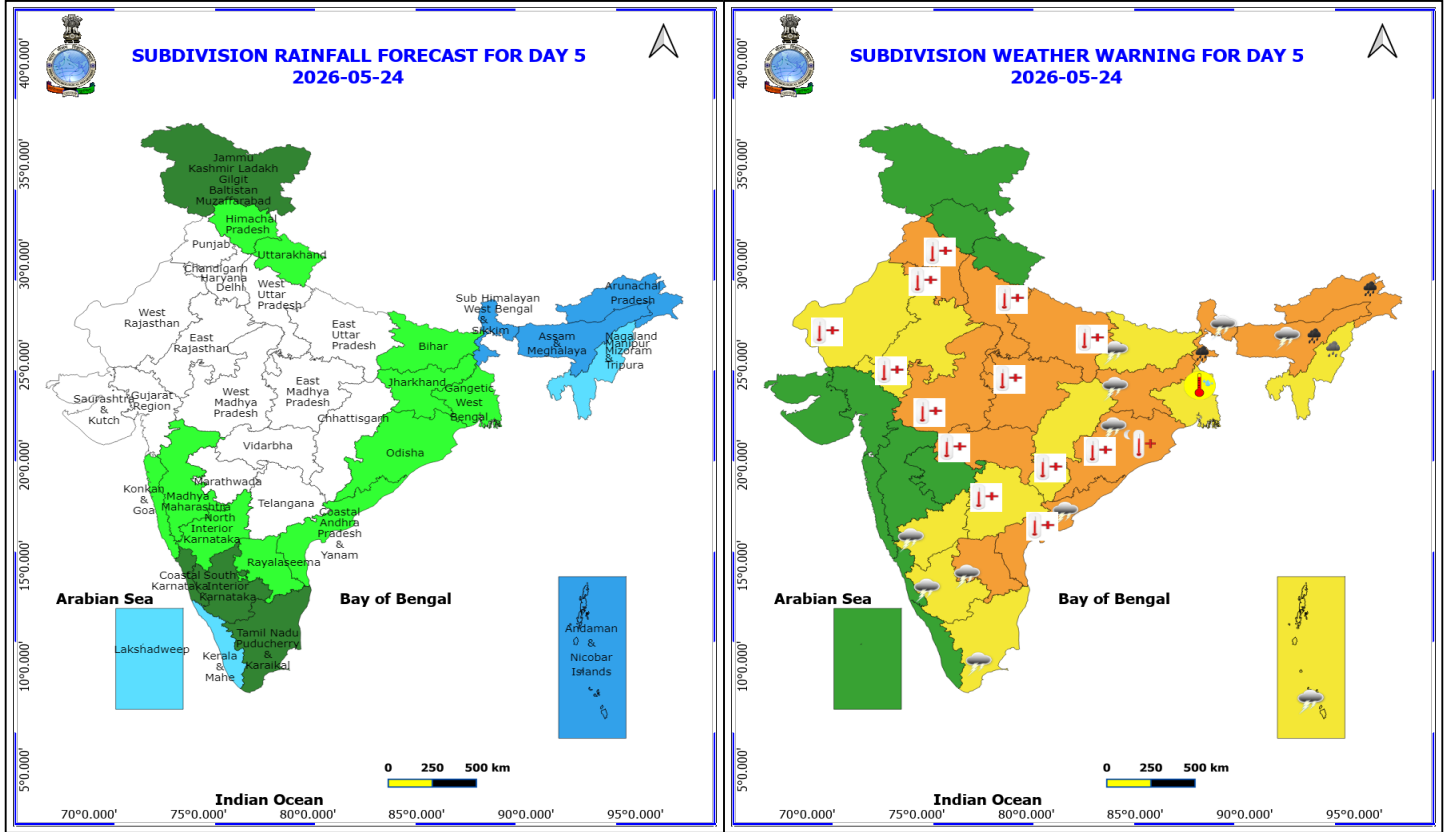 SUBDIVISION RAINFALL FORECAST FOR DAY 5
2026-05-24
40°0.000'
35°0.000'
30°0.000'
25°0.000'
20°0.000'
15°0.000'
10°0.000'
5°0.000'
Jammu
Kashmir Ladakh
Gilgit
Baltistan
Muzaffarabad
Himachal
Pradesh
Punjab
Uttarakhand
Chandigarh
Haryana
Delhi
West
Uttar
Pradesh
West
Rajasthan
East
Rajasthan
East
Uttar
Pradesh
Sub Himalayan
West Bengal
&
Sikkim
Arunachal
Pradesh
Assam
&
Meghalaya
Nagaland
Manipur
Mizoram
&
Tripura
Bihar
Jharkhand
Gangetic
West
Bengal
Saurashtra
&
Kutch
Gujarat
Region
West
Madhya
Pradesh
East
Madhya
Pradesh
Chhattisgarh
Vidarbha
Odisha
Marathwada
Telangana
Konkan
&
Goa
Madhya
Maharashtra
North
Interior
Karnataka
Coastal
Andhra
Pradesh
&
Yanam
Rayalaseema
Coastal
Karnataka
South
Interior
Karnataka
Tamil Nadu
Puducherry
&
Karaikal
Kerala
&
Mahe
Lakshadweep
Andaman
&
Nicobar
Islands
Arabian Sea
Bay of Bengal
0 250 500 km
Indian Ocean
70°0.000' 75°0.000' 80°0.000' 85°0.000' 90°0.000' 95°0.000'
SUBDIVISION WEATHER WARNING FOR DAY 5
2026-05-24
40°0.000'
35°0.000'
30°0.000'
25°0.000'
20°0.000'
15°0.000'
10°0.000'
5°0.000'
Arabian Sea
Bay of Bengal
0 250 500 km
Indian Ocean
70°0.000' 75°0.000' 80°0.000' 85°0.000' 90°0.000' 95°0.000'